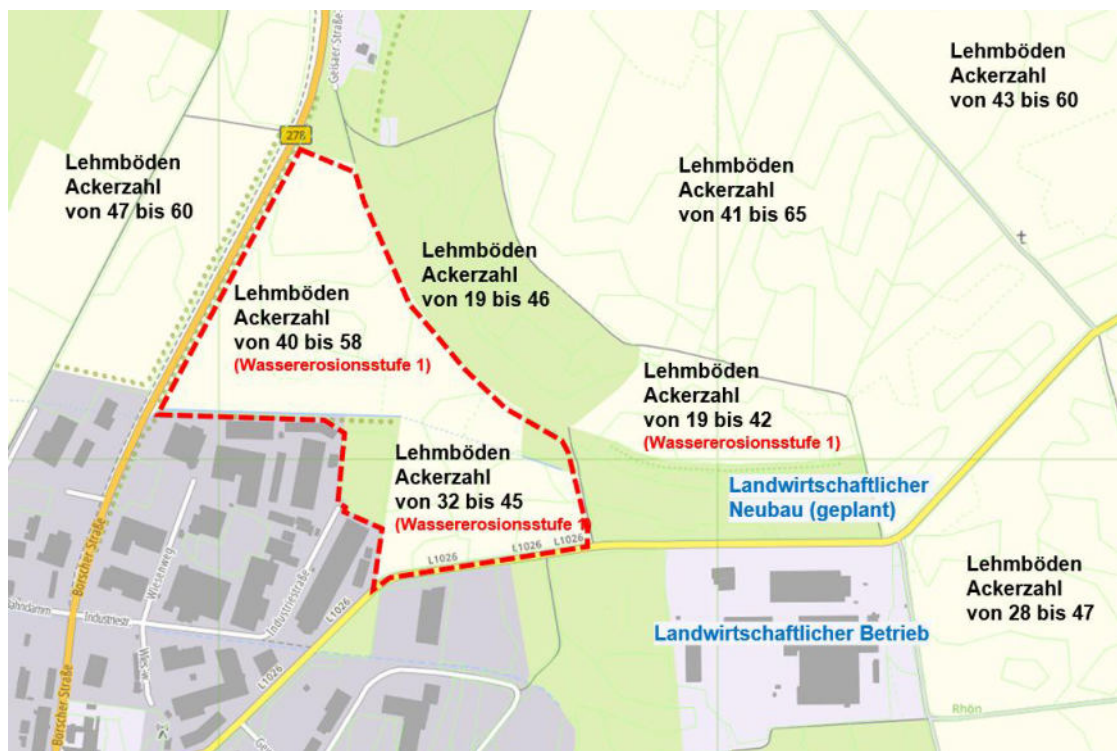 Geisaer-Straße
Lehmböden
Ackerzahl
von 43 bis 60
278
Lehmböden
Ackerzahl
von 47 bis 60
Lehmböden
Ackerzahl
von 41 bis 65
Lehmböden
Ackerzahl
von 19 bis 46
Lehmböden
Ackerzahl
von 40 bis 58
(Wassererosionsstufe 1)
Lehmböden
Ackerzahl
von 19 bis 42
(Wassererosionsstufe 1)
Lehmböden
Ackerzahl
von 32 bis 45
(Wassererosionsstufe 1
Landwirtschaftlicher
Neubau (geplant)
L1026
L1026
L1026
Borscher Straße
Wiesenweg
Industriestraße
L1026
Lehmböden
Ackerzahl
von 28 bis 47
Industriestr.
Landwirtschaftlicher Betrieb
L1026
Borscher Straße
Rhön